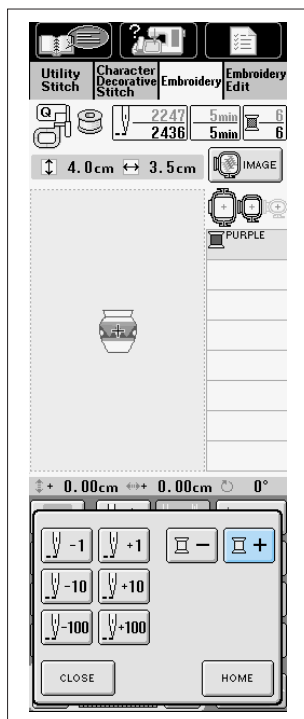 ?
Utility Stitch
Character Decorative Stitch
Embroidery
Embroidery Edit
Q
2247 5min 6
2436 5min 6
4.0cm 3.5cm IMAGE
PURPLE
+ 0.00cm + 0.00cm 0°
-1 +1 - +
-10 +10
-100 +100
CLOSE HOME